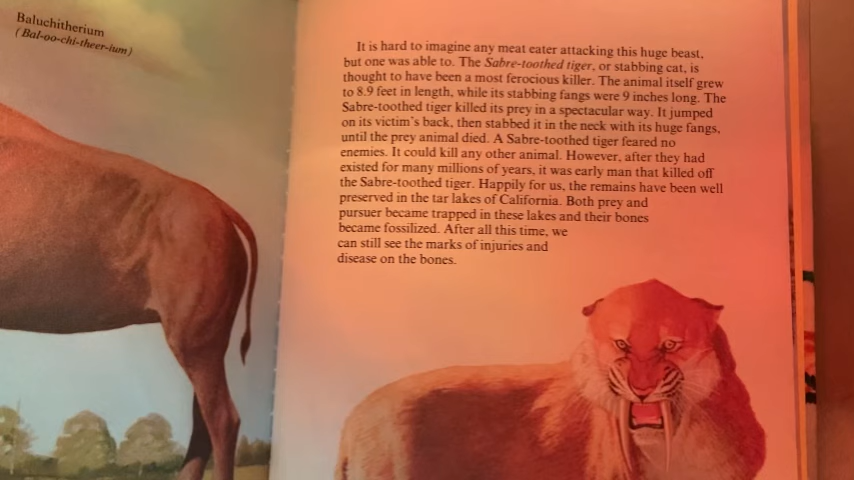 Baluchitherium
(Bal-oo-chi-theer-ium)
It is hard to imagine any meat eater attacking this huge beast,
but one was able to. The Sabre-toothed tiger, or stabbing cat, is
thought to have been a most ferocious killer. The animal itself grew
to 8.9 feet in length, while its stabbing fangs were 9 inches long. The
Sabre-toothed tiger killed its prey in a spectacular way. It jumped
on its victim's back, then stabbed it in the neck with its huge fangs,
until the prey animal died. A Sabre-toothed tiger feared no
enemies. It could kill any other animal. However, after they had
existed for many millions of years, it was early man that killed off
the Sabre-toothed tiger. Happily for us, the remains have been well
preserved in the tar lakes of California. Both prey and
pursuer became trapped in these lakes and their bones
became fossilized. After all this time, we
can still see the marks of injuries and
disease on the bones.